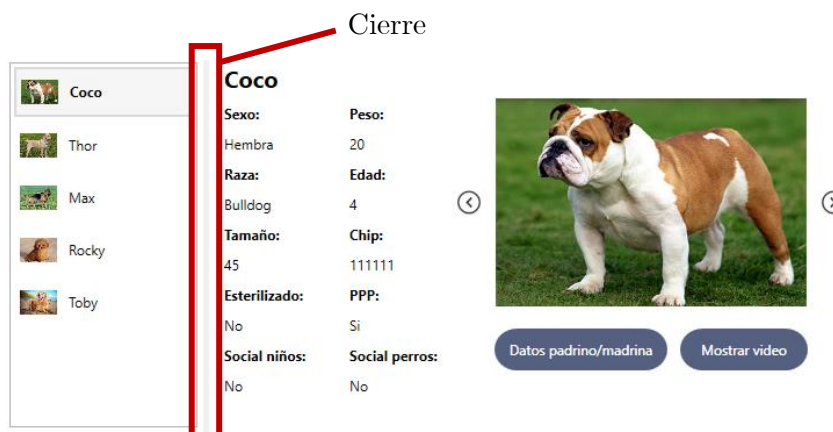 Cierre
Coco
Thor
Max
Rocky
Toby
Coco
Sexo: Peso:
Hembra 20
Raza: Edad:
Bulldog 4
Tamaño: Chip:
45 111111
Esterilizado: PPP:
No Si
Social niños: Social perros:
No No
Datos padrino/madrina Mostrar video